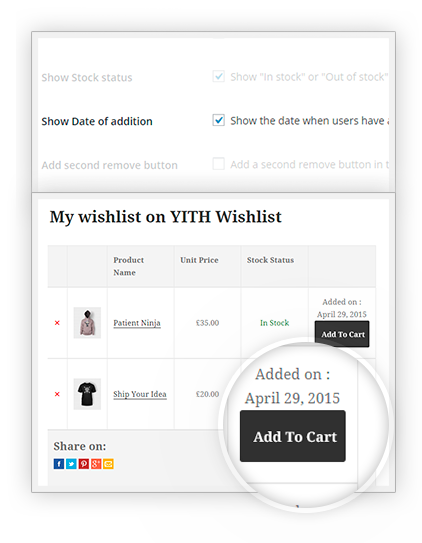 Show Stock status
Show "In stock" or "Out of stock"
Show Date of addition
Show the date when users have
Add second remove button
Add a second remove button in
My wishlist on YITH Wishlist
Product Name
Unit Price
Stock Status
× Patient Ninja
£35.00
In Stock
Added on :
April 29, 2015
Add To Cart
× Ship Your Idea
£20.00
Added on :
April 29, 2015
Add To Cart
Share on: